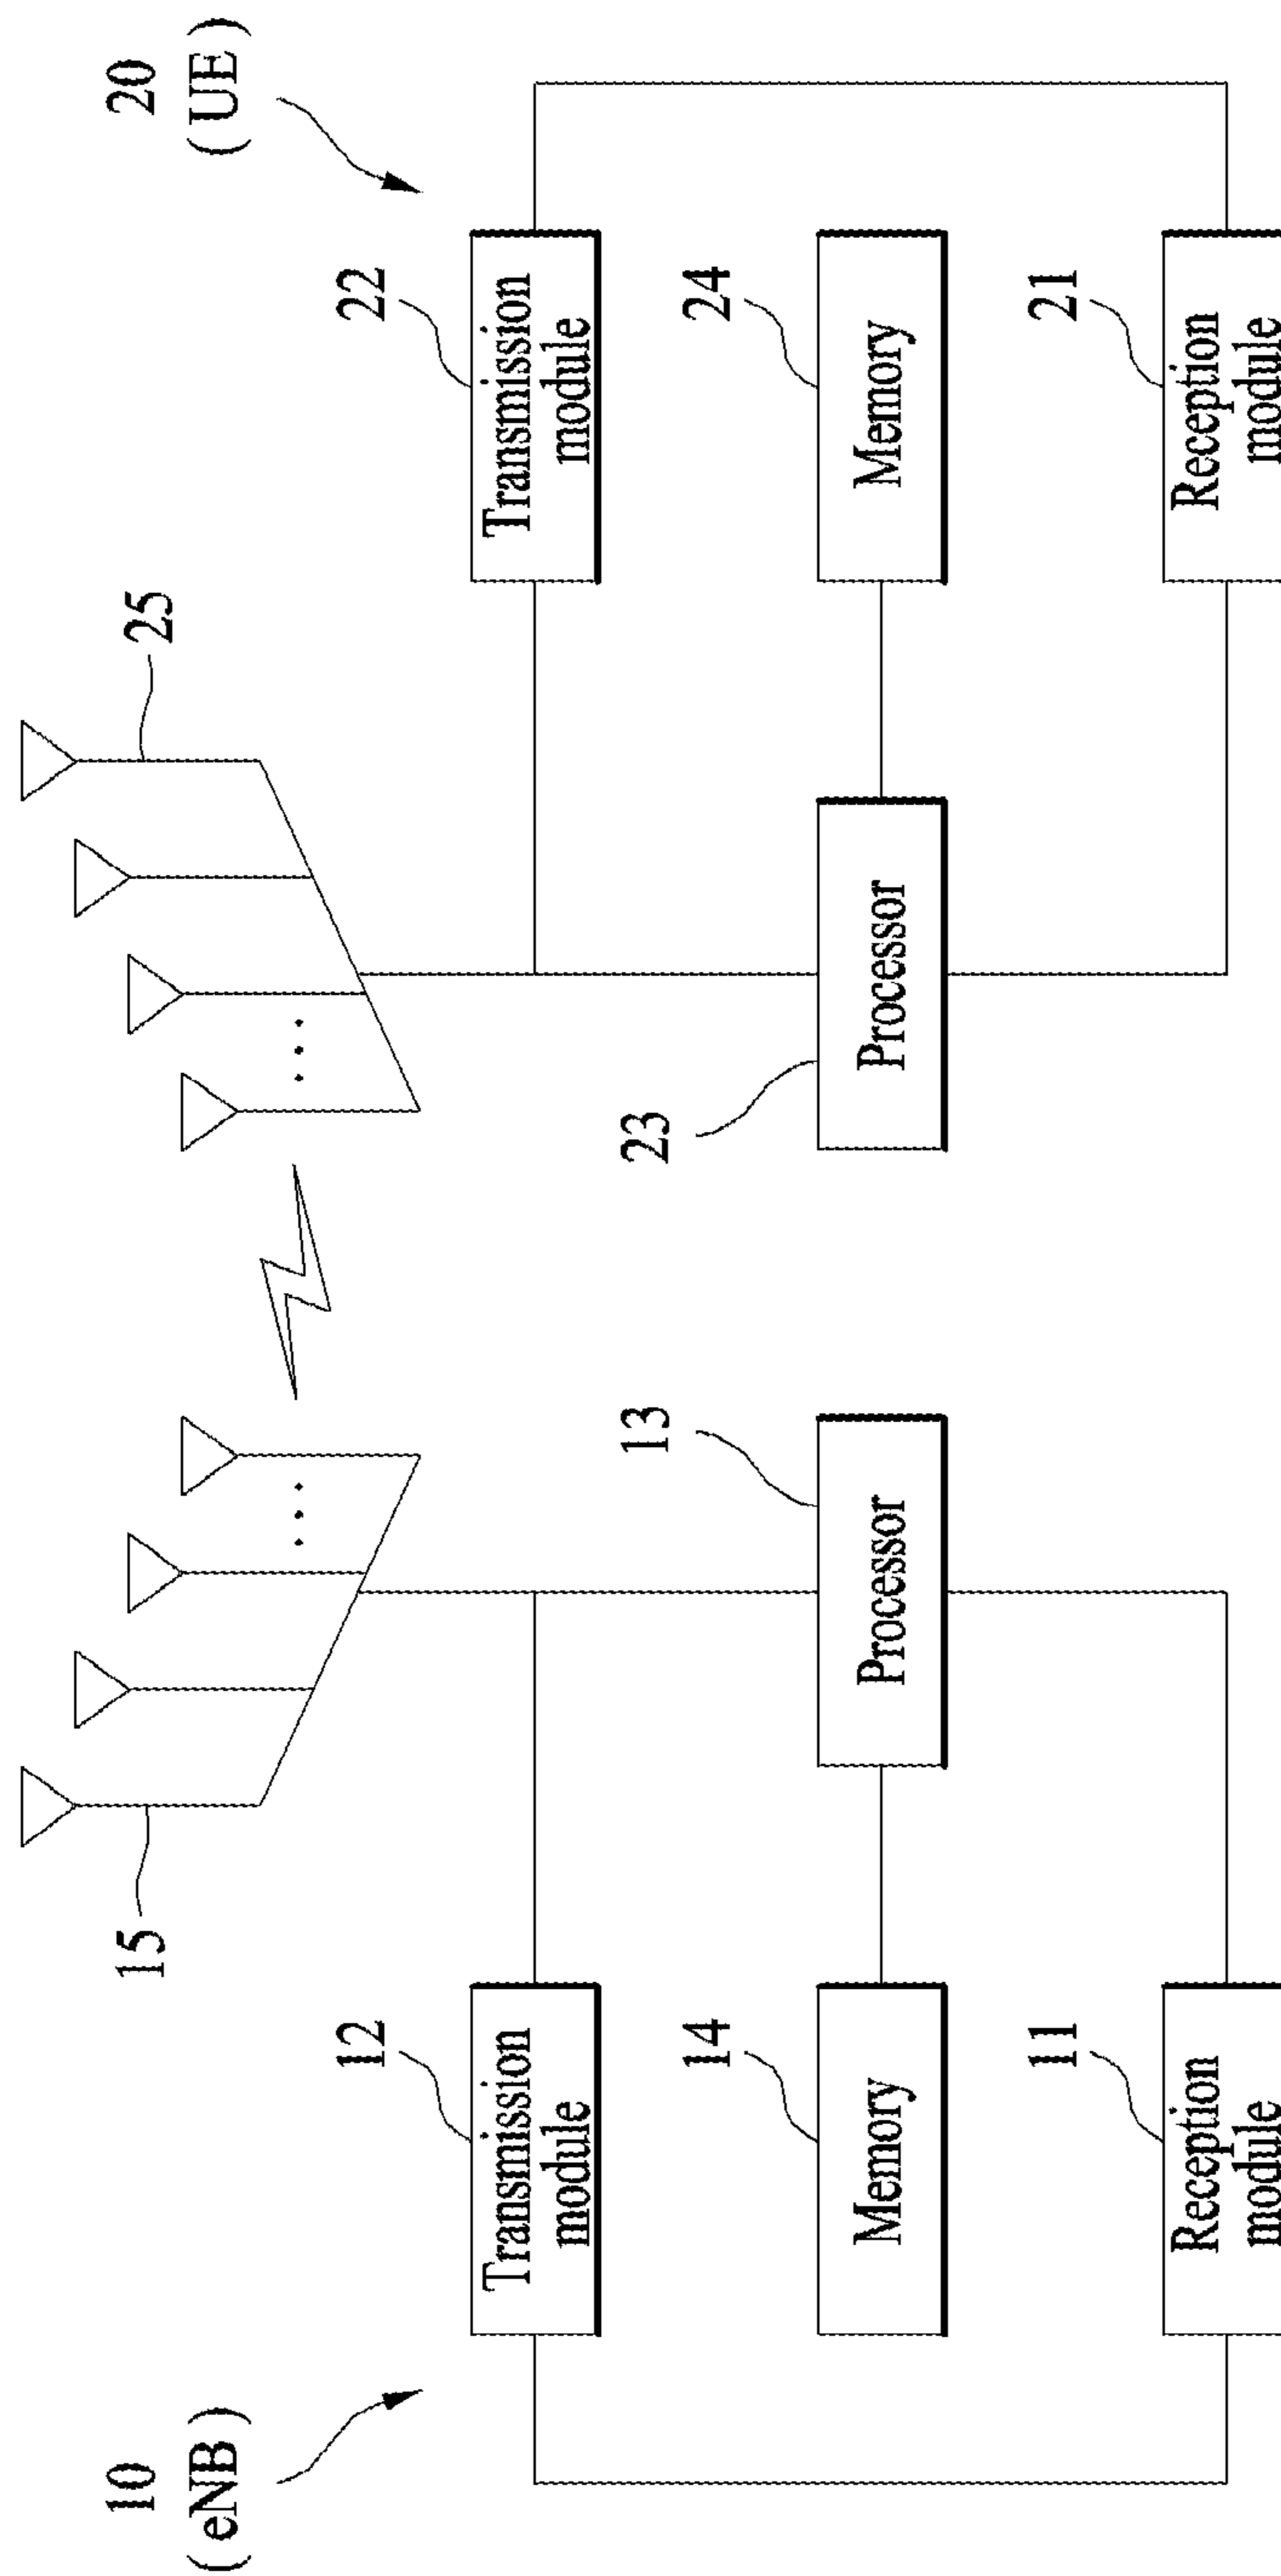 10
( eNB )
20
( UE )
15
25
12
Transmission
module
22
Transmission
module
13
23
14
Memory
Processor
Processor
24
Memory
11
Reception
module
21
Reception
module